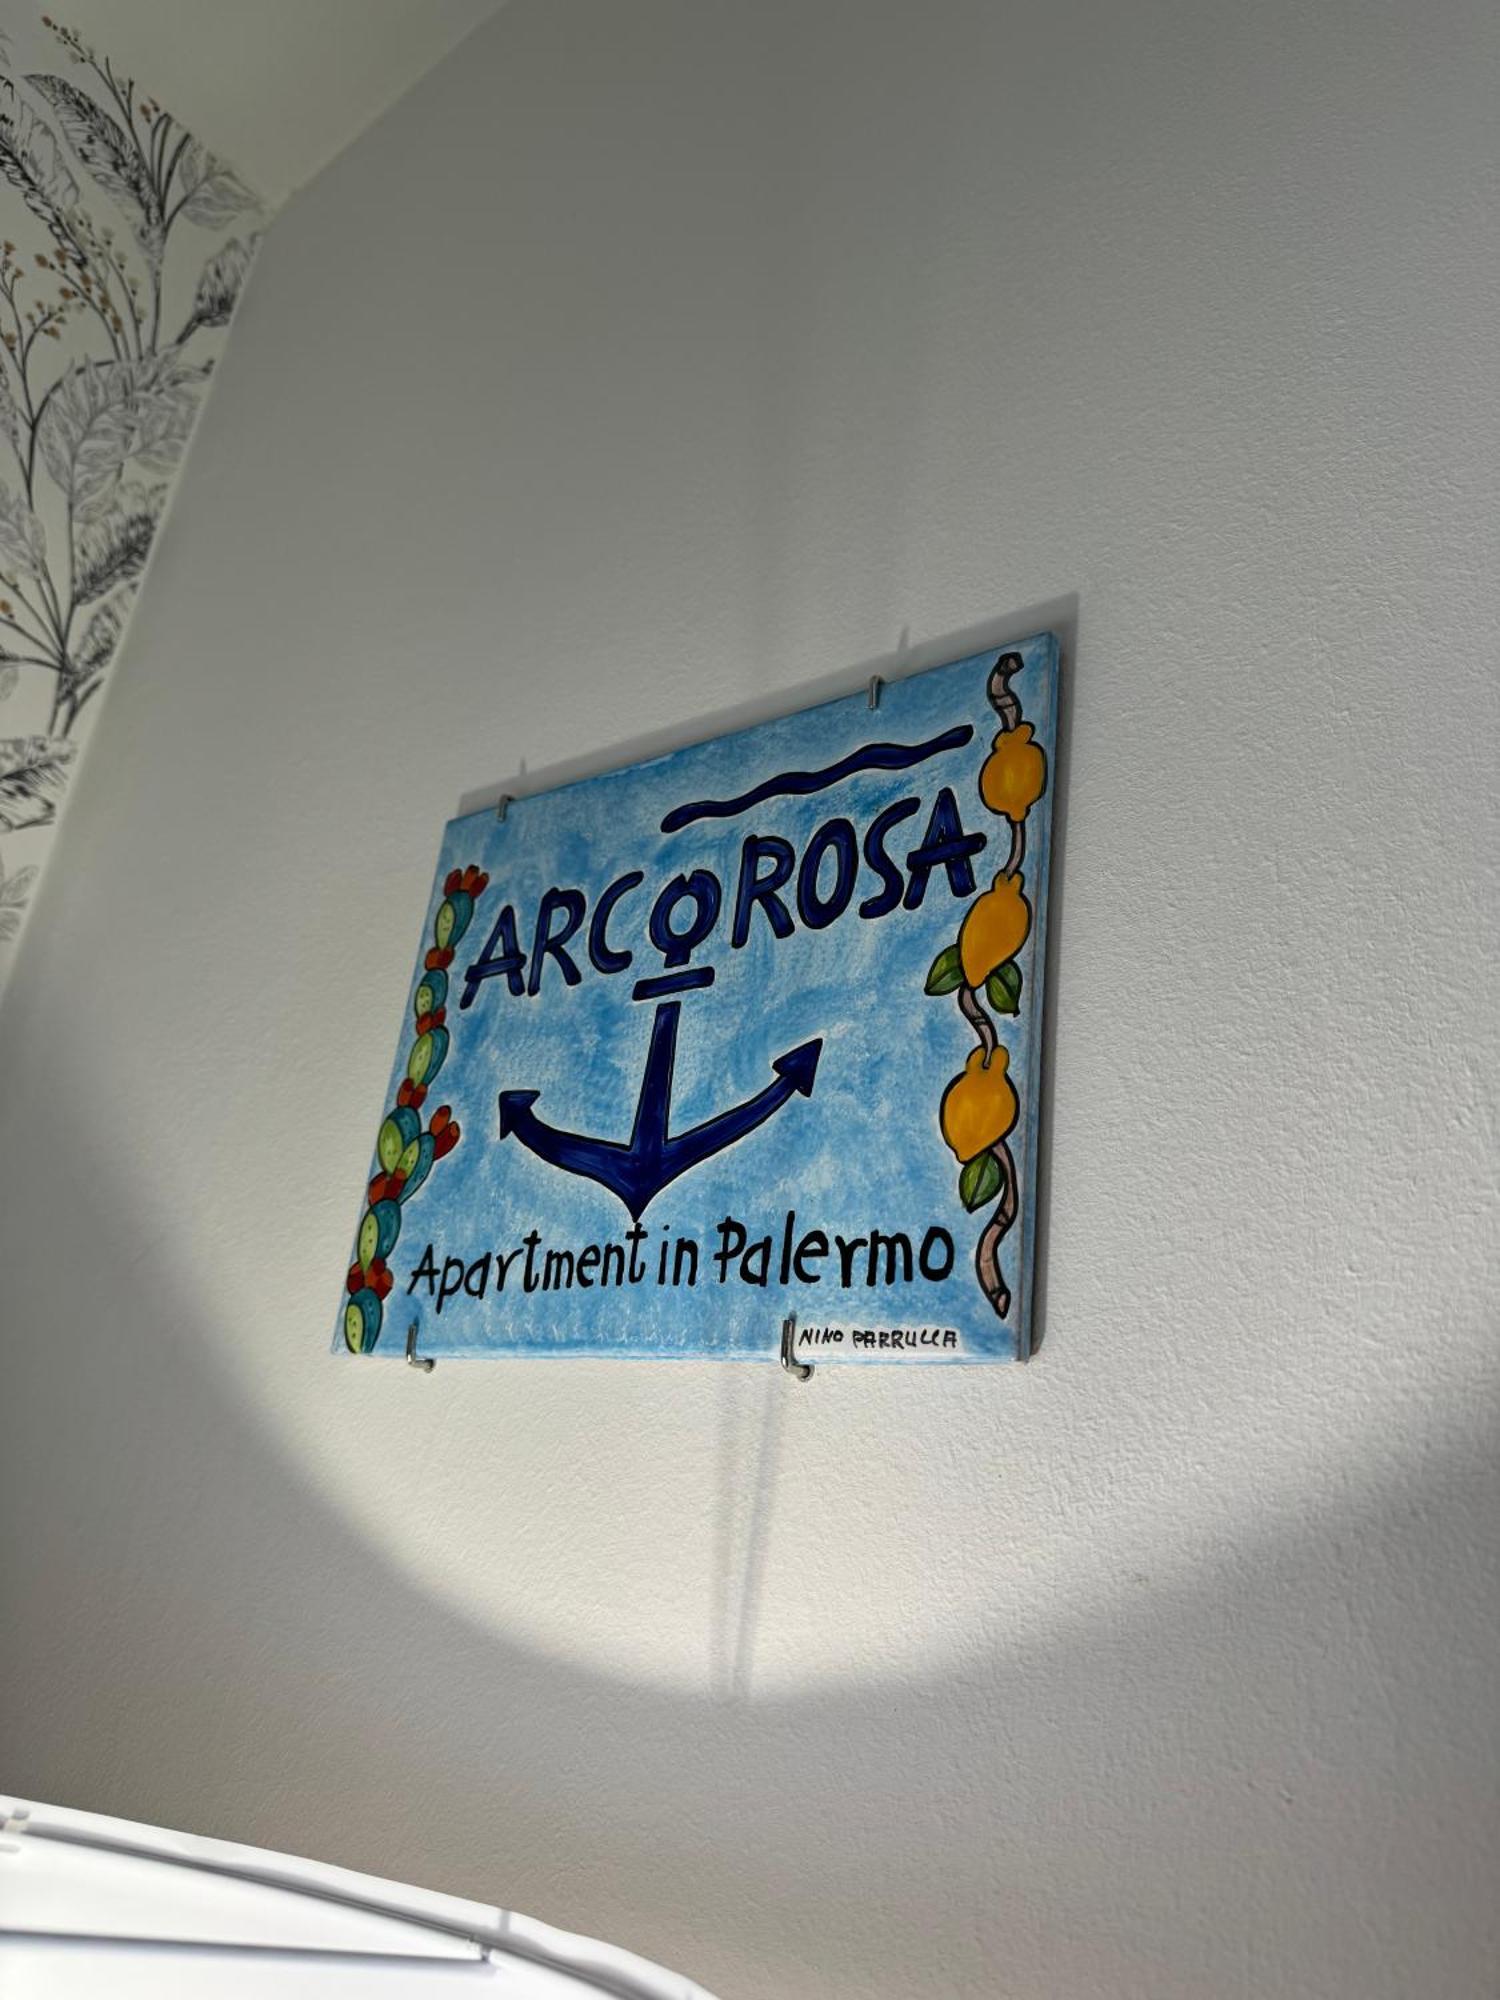 ARCOROSA
Apartment in Palermo
NINO PARRUCCA